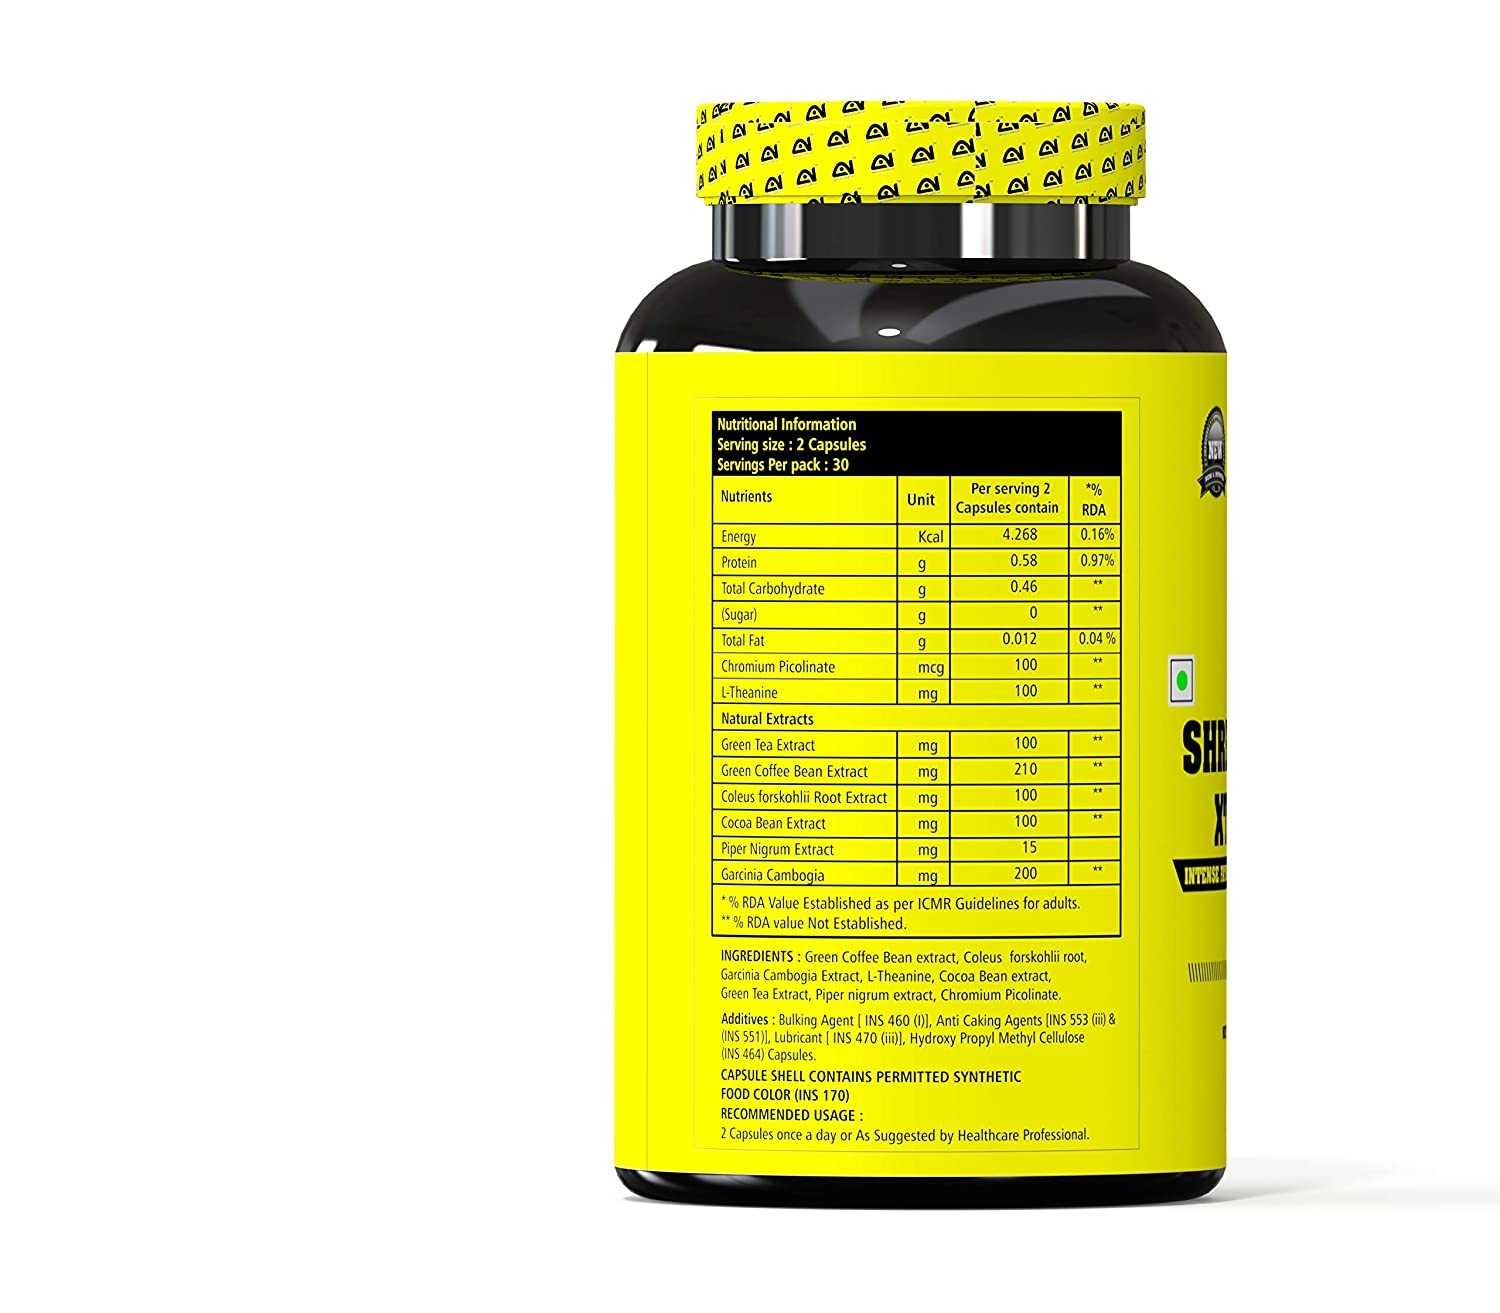 Nutritional Information
Serving size : 2 Capsules
Servings Per pack : 30
Nutrients Unit Per serving 2 Capsules contain *% RDA
Energy Kcal 4.268 0.16%
Protein g 0.58 0.97%
Total Carbohydrate g 0.46 **
(Sugar) g 0 **
Total Fat g 0.012 0.04 %
Chromium Picolinate mcg 100 **
L-Theanine mg 100 **
Natural Extracts
Green Tea Extract mg 100 **
Green Coffee Bean Extract mg 210 **
Coleus forskohlii Root Extract mg 100 **
Cocoa Bean Extract mg 100 **
Piper Nigrum Extract mg 15
Garcinia Cambogia mg 200 **
* % RDA Value Established as per ICMR Guidelines for adults.
** % RDA value Not Established.
INGREDIENTS : Green Coffee Bean extract, Coleus forskohlii root,
Garcinia Cambogia Extract, L-Theanine, Cocoa Bean extract,
Green Tea Extract, Piper nigrum extract, Chromium Picolinate.
Additives : Bulking Agent [ INS 460 (I)], Anti Caking Agents [INS 553 (iii) &
(INS 551)], Lubricant [ INS 470 (iii)], Hydroxy Propyl Methyl Cellulose
(INS 464) Capsules.
CAPSULE SHELL CONTAINS PERMITTED SYNTHETIC
FOOD COLOR (INS 170)
RECOMMENDED USAGE :
2 Capsules once a day or As Suggested by Healthcare Professional.
NEW
SHR
X
INTENSE